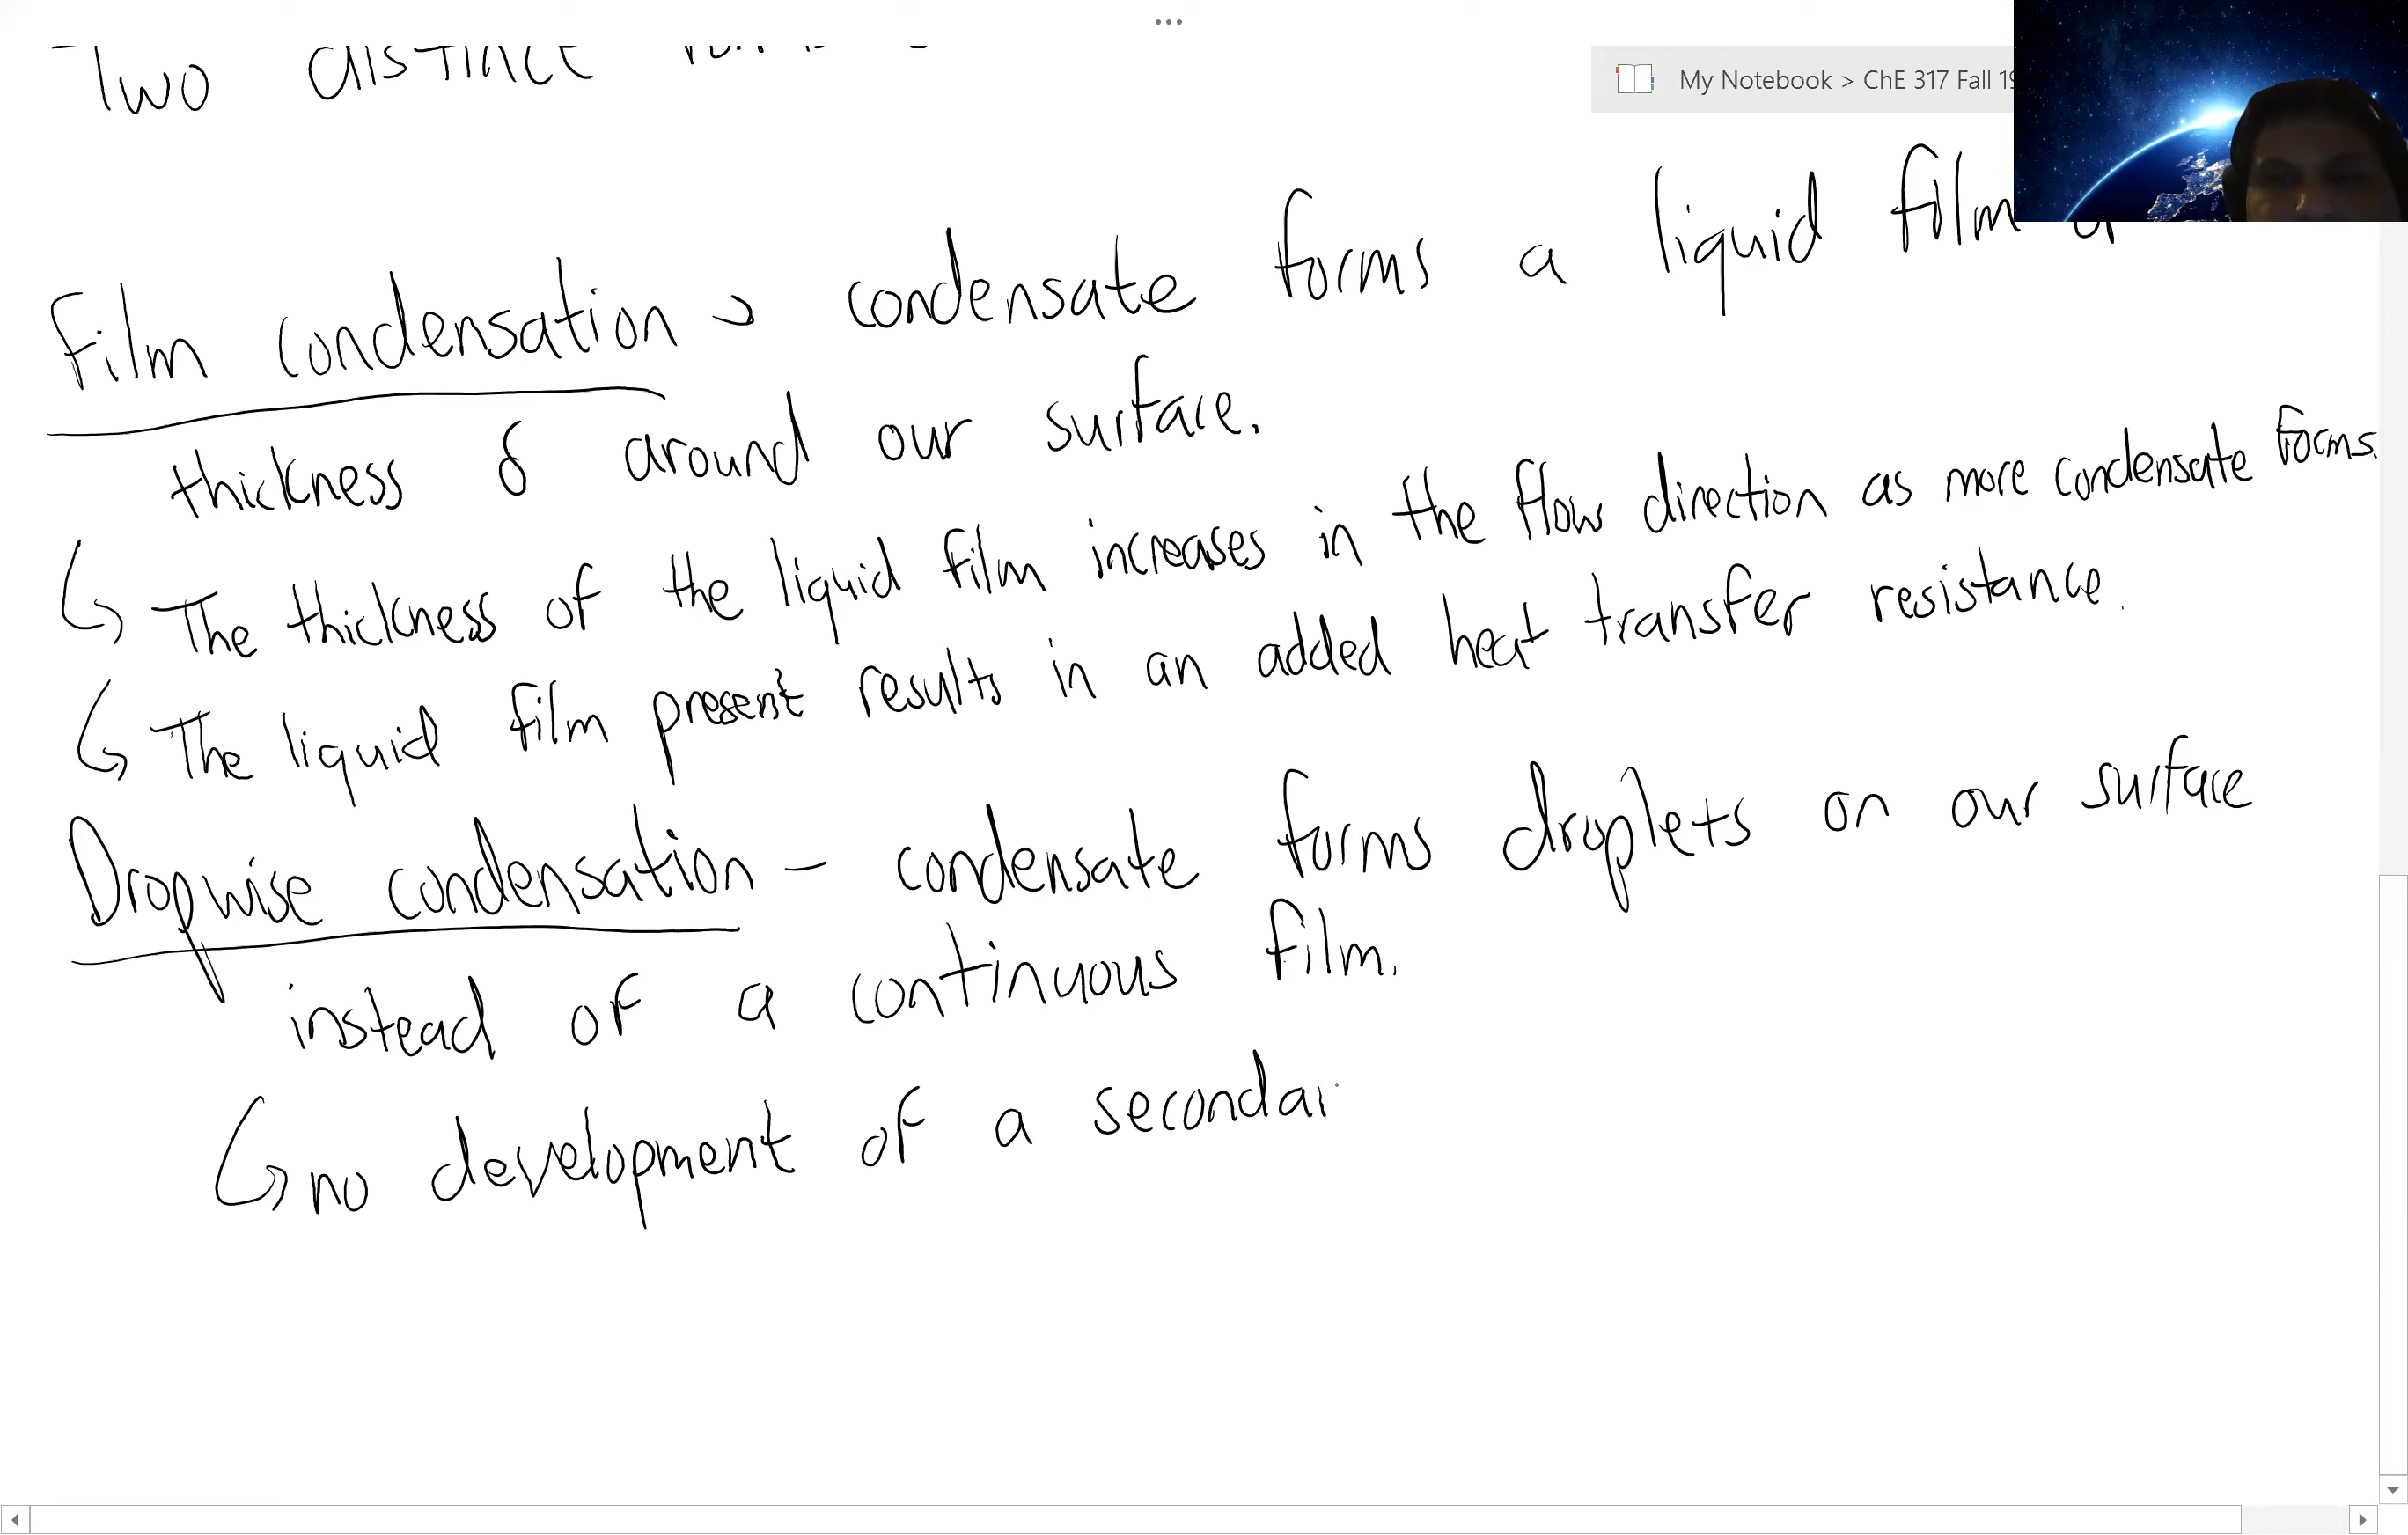 Two distinct
My Notebook > ChE 317 Fall 19
Film condensation → condensate forms a liquid film
thickness δ around our surface.
↳ The thickness of the liquid film increases in the flow direction as more condensate forms.
↳ The liquid film present results in an added heat transfer resistance.
Dropwise condensation - condensate forms droplets on our surface
instead of a continuous film.
↳ no development of a secondar